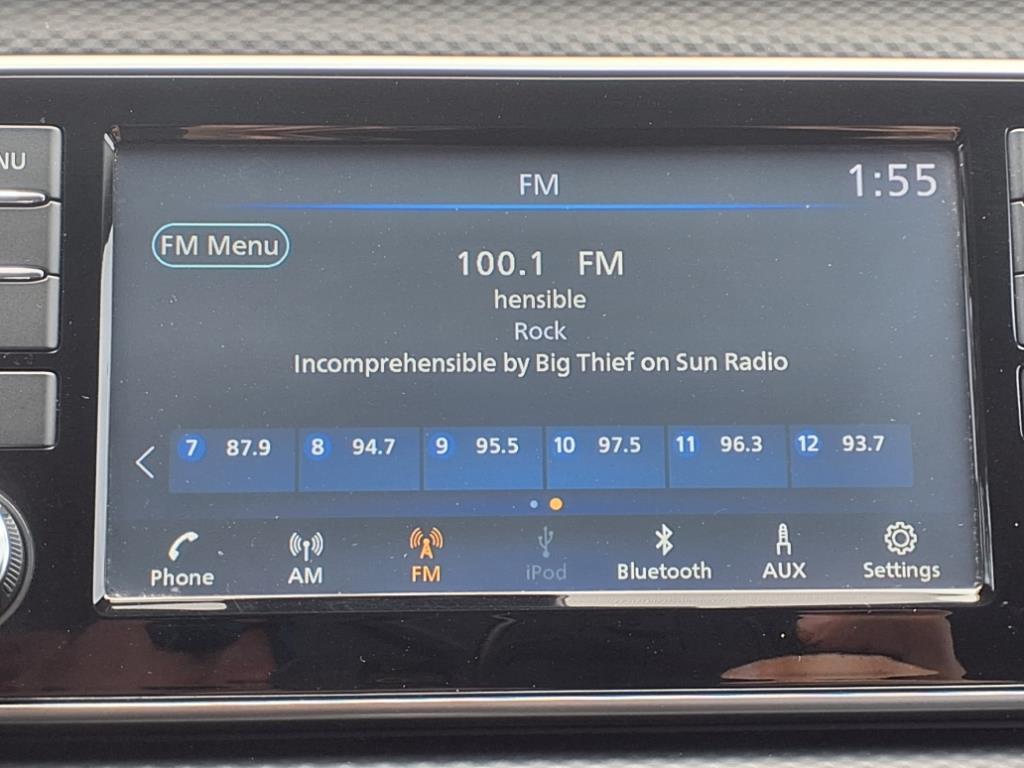 NU
FM 1:55
FM Menu
100.1 FM
hensible
Rock
Incomprehensible by Big Thief on Sun Radio
7 87.9 8 94.7 9 95.5 10 97.5 11 96.3 12 93.7
Phone AM FM iPod Bluetooth AUX Settings